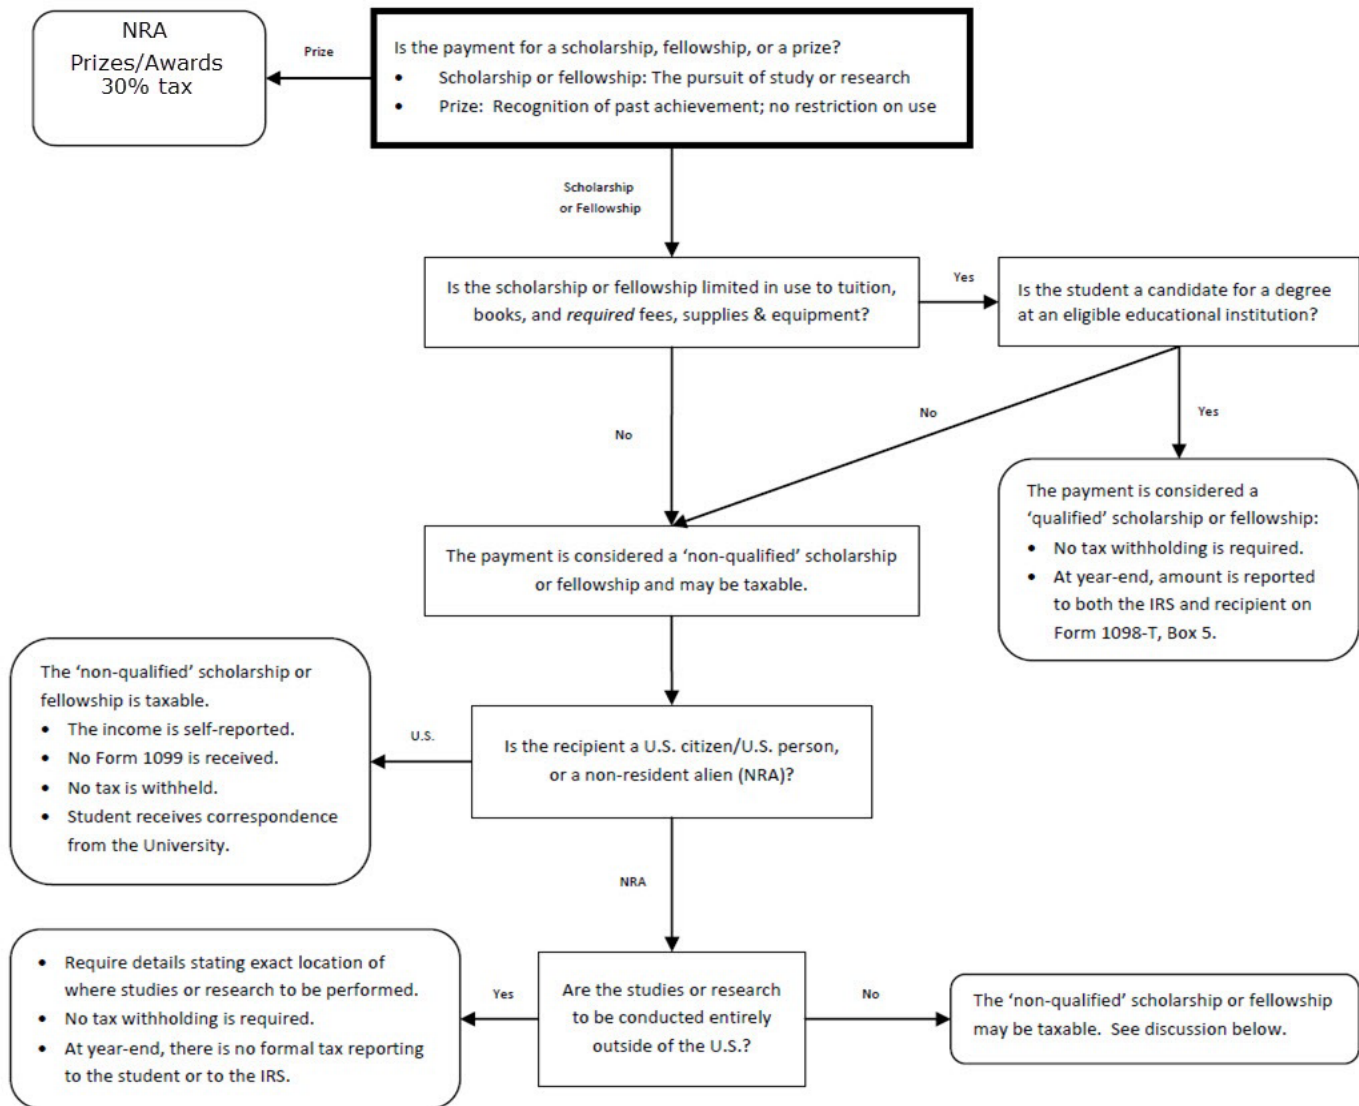 NRA
Prizes/Awards
30% tax
Prize
Is the payment for a scholarship, fellowship, or a prize?
• Scholarship or fellowship: The pursuit of study or research
• Prize: Recognition of past achievement; no restriction on use
Scholarship
or Fellowship
Is the scholarship or fellowship limited in use to tuition,
books, and required fees, supplies & equipment?
Yes
Is the student a candidate for a degree
at an eligible educational institution?
No
No
Yes
The payment is considered a
‘qualified’ scholarship or fellowship:
• No tax withholding is required.
• At year-end, amount is reported
to both the IRS and recipient on
Form 1098-T, Box 5.
The payment is considered a ‘non-qualified’ scholarship
or fellowship and may be taxable.
The ‘non-qualified’ scholarship or
fellowship is taxable.
• The income is self-reported.
• No Form 1099 is received.
• No tax is withheld.
• Student receives correspondence
from the University.
U.S.
Is the recipient a U.S. citizen/U.S. person,
or a non-resident alien (NRA)?
NRA
• Require details stating exact location of
where studies or research to be performed.
• No tax withholding is required.
• At year-end, there is no formal tax reporting
to the student or to the IRS.
Yes
Are the studies or research
to be conducted entirely
outside of the U.S.?
No
The ‘non-qualified’ scholarship or fellowship
may be taxable. See discussion below.